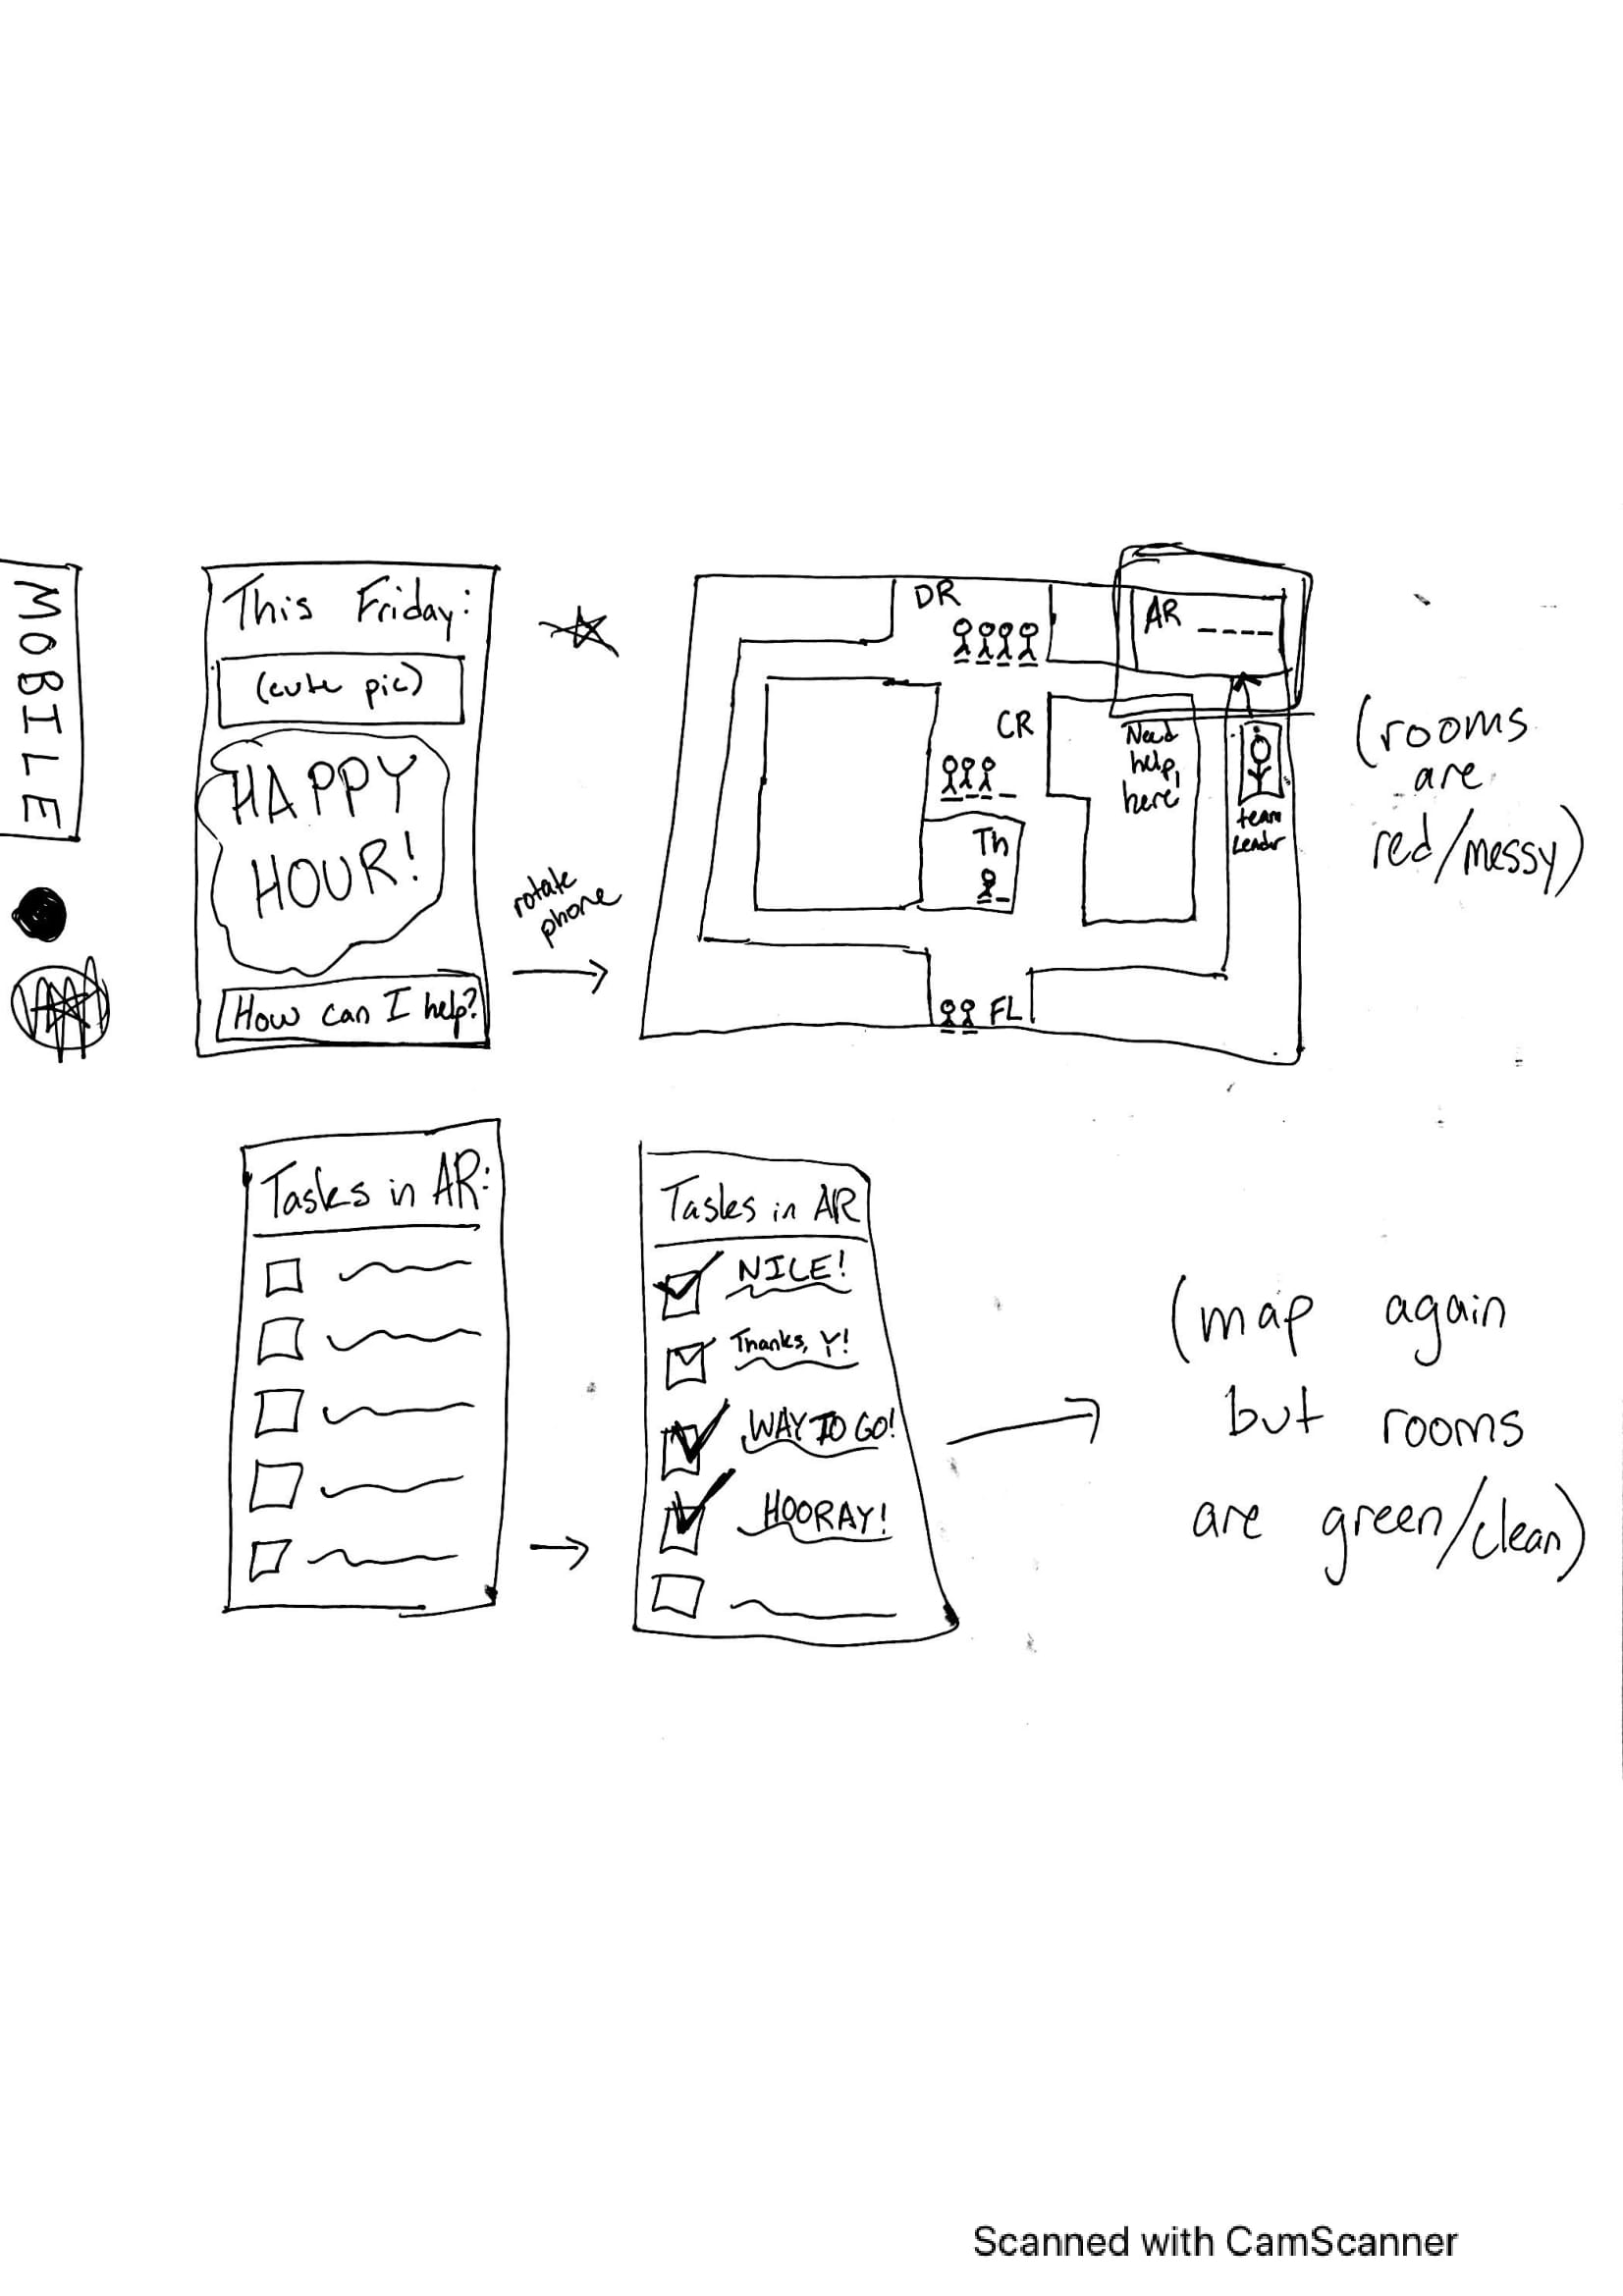 MOBILE
This Friday:
(cute pic)
HAPPY
HOUR!
How can I help?
rotate
phone
DR
AR ----
CR
Need
help,
here!
team
Leader
Th
FL
(rooms
are
red/messy)
Tasks in AR:
Tasks in AR
NICE!
Thanks, Y!
WAY TO GO!
HOORAY!
(map again
but rooms
are green/clean)
Scanned with CamScanner